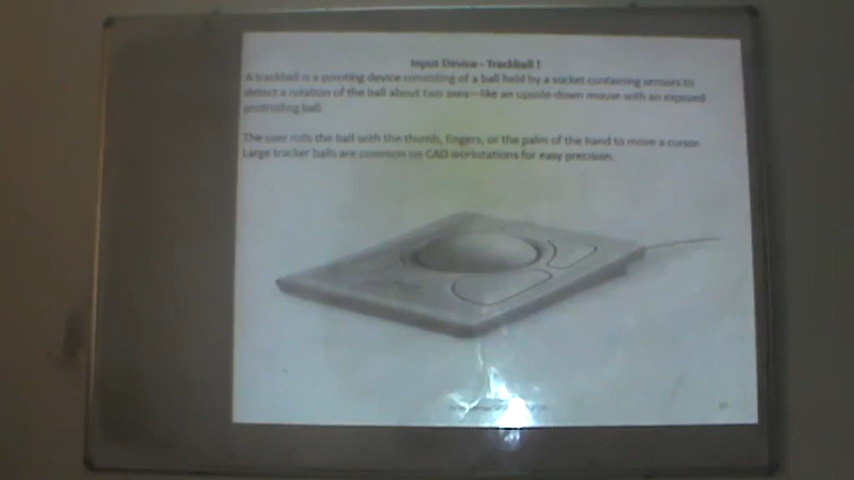 Input Device - Trackball !
A trackball is a pointing device consisting of a ball held by a socket containing sensors to
detect a rotation of the ball about two axes—like an upside-down mouse with an exposed
protruding ball.
The user rolls the ball with the thumb, fingers, or the palm of the hand to move a cursor.
Large tracker balls are common on CAD workstations for easy precision.